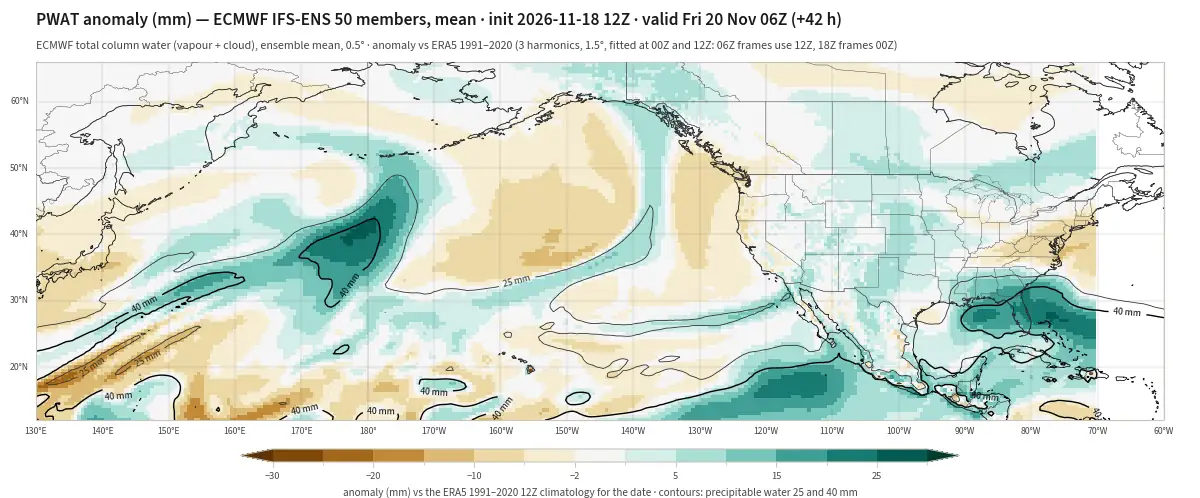 PWAT anomaly (mm) — ECMWF IFS-ENS 50 members, mean · init 2026-11-18 12Z · valid Fri 20 Nov 06Z (+42 h)
ECMWF total column water (vapour + cloud), ensemble mean, 0.5° · anomaly vs ERA5 1991–2020 (3 harmonics, 1.5°, fitted at 00Z and 12Z: 06Z frames use 12Z, 18Z frames 00Z)
60°N
50°N
40°N
30°N
20°N
25 mm
40 mm
40 mm
40 mm
25 mm
25 mm
40 mm
40 mm
40 mm
40 mm
40 mm
40 mm
40
130°E 140°E 150°E 160°E 170°E 180° 170°W 160°W 150°W 140°W 130°W 120°W 110°W 100°W 90°W 80°W 70°W 60°W
−30 −20 −10 −2 5 15 25
anomaly (mm) vs the ERA5 1991–2020 12Z climatology for the date · contours: precipitable water 25 and 40 mm